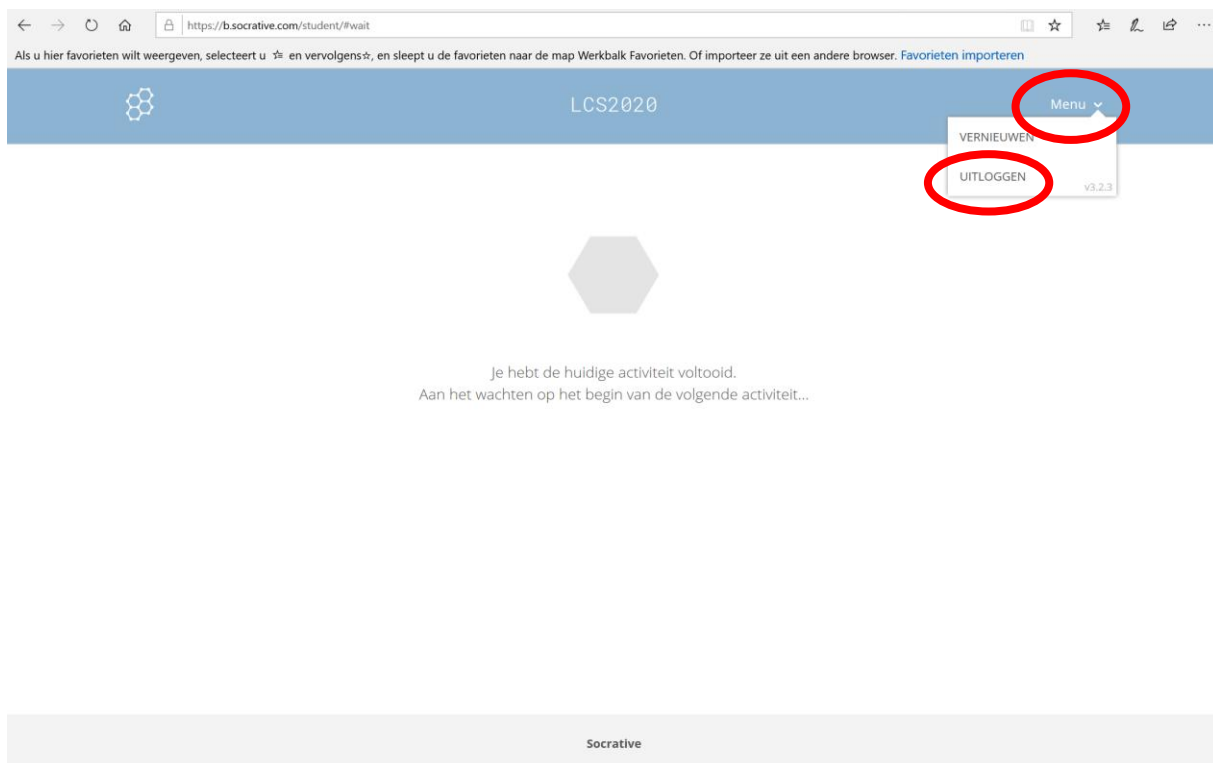 https://b.socrative.com/student/#wait
Als u hier favorieten wilt weergeven, selecteert u en vervolgens, en sleept u de favorieten naar de map Werkbalk Favorieten. Of importeer ze uit een andere browser. Favorieten importeren
LCS2020
Menu
VERNIEUWEN
UITLOGGEN
v3.2.3
Je hebt de huidige activiteit voltooid.
Aan het wachten op het begin van de volgende activiteit...
Socrative